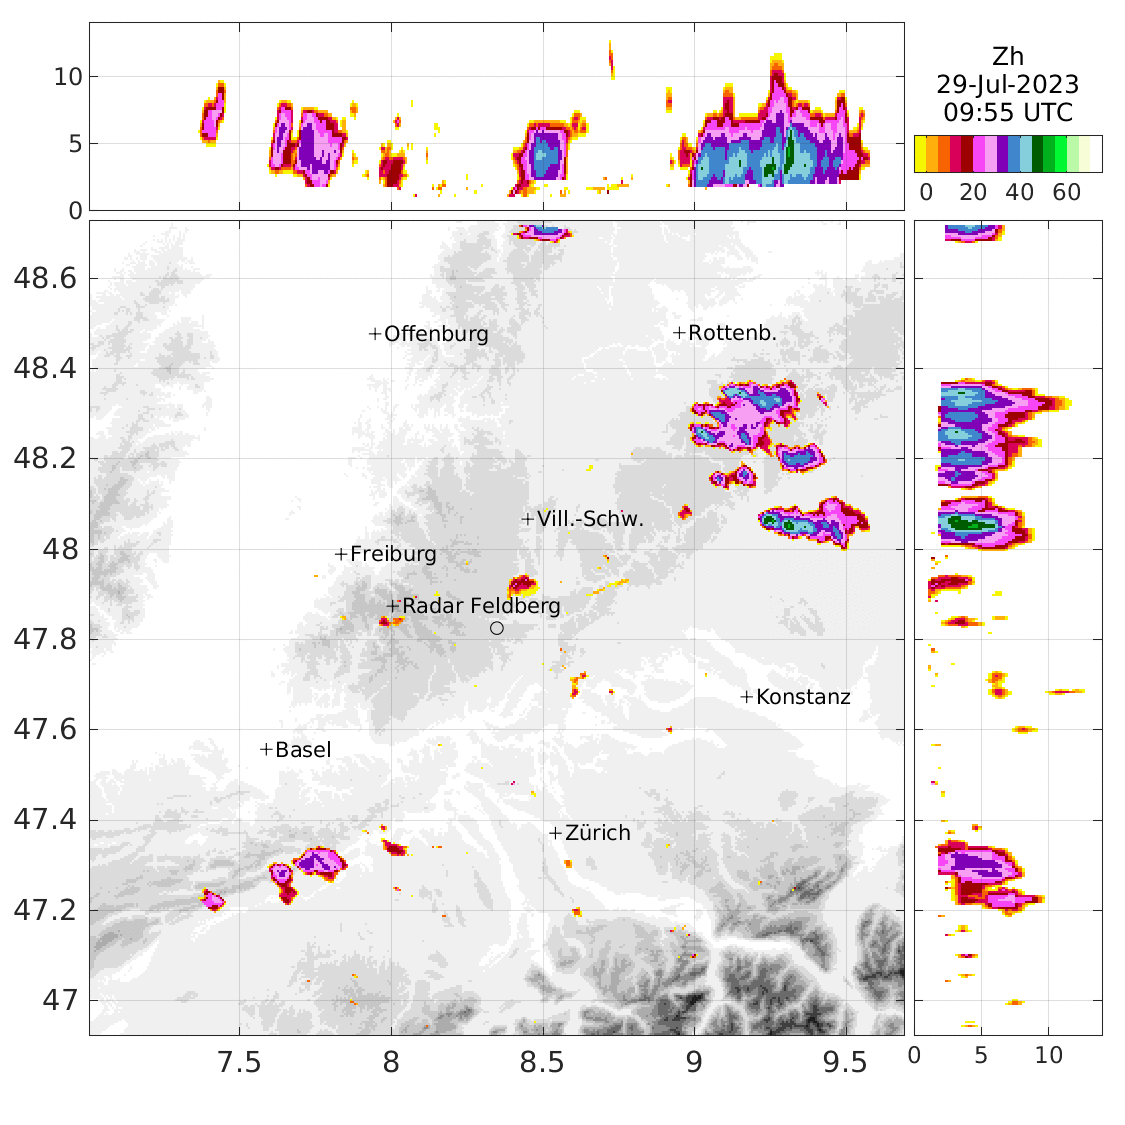 10
5
0
Zh
29-Jul-2023
09:55 UTC
0 20 40 60
48.6
48.4
48.2
48
47.8
47.6
47.4
47.2
47
Offenburg
Rottenb.
Vill.-Schw.
Freiburg
Radar Feldberg
Konstanz
Basel
Zürich
7.5 8 8.5 9 9.5
0 5 10